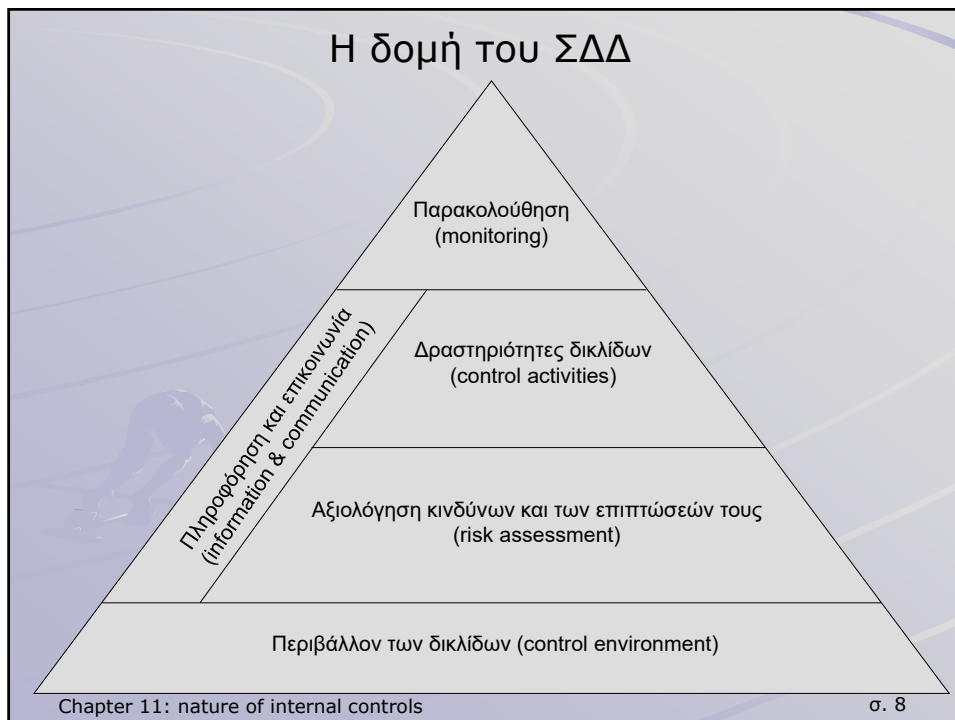 Η δομή του ΣΔΔ
Παρακολούθηση
(monitoring)
Πληροφόρηση και επικοινωνία
(information & communication)
Δραστηριότητες δικλίδων
(control activities)
Αξιολόγηση κινδύνων και των επιπτώσεών τους
(risk assessment)
Περιβάλλον των δικλίδων (control environment)
Chapter 11: nature of internal controls
σ. 8